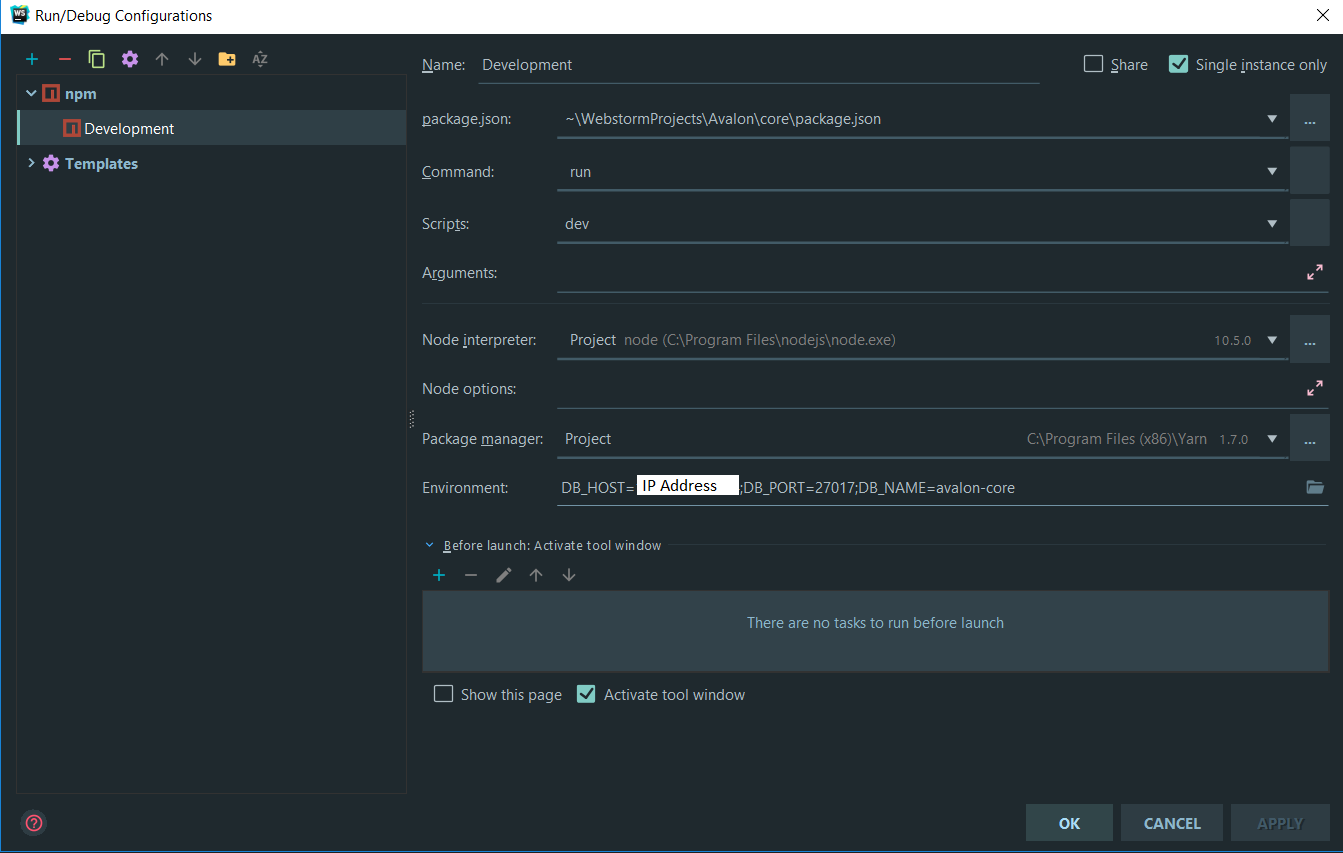 WS Run/Debug Configurations
Name: Development Share Single instance only
npm
Development
Templates
package.json: ~\WebstormProjects\Avalon\core\package.json ...
Command: run
Scripts: dev
Arguments:
Node interpreter: Project node (C:\Program Files\nodejs\node.exe) 10.5.0 ...
Node options:
Package manager: Project C:\Program Files (x86)\Yarn 1.7.0 ...
Environment: DB_HOST= IP Address ;DB_PORT=27017;DB_NAME=avalon-core
Before launch: Activate tool window
There are no tasks to run before launch
Show this page Activate tool window
OK CANCEL APPLY